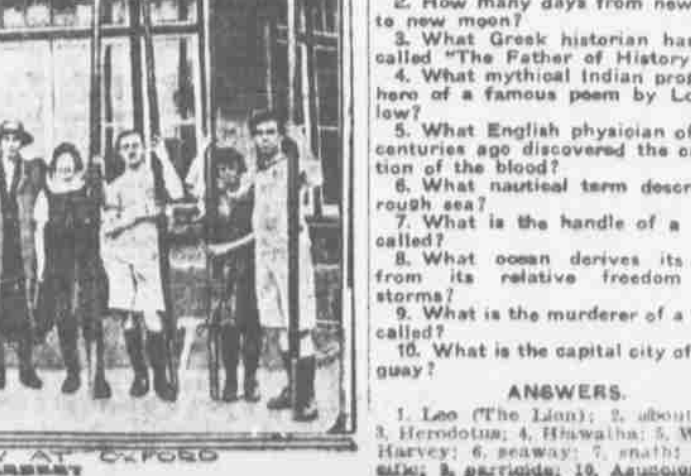 AT OXFORD
2. How many days from new
to new moon?
3. What Greek historian has
called "The Father of History
4. What mythical Indian
hero of a famous poem by
low?
5. What English physician of
centuries ago discovered the
tion of the blood?
6. What nautical term
rough sea?
7. What is the handle of a
called?
8. What ocean derives its
from its relative freedom
storms?
9. What is the murderer of a
called?
10. What is the capital city of
guay?
ANSWERS.
1. Leo (The Lion); 2, about
3, Herodotus; 4, Hiawatha; 5, W
Harvey; 6, seaway; 7, snath;
cific; 9, parricide; 10, Asuncion